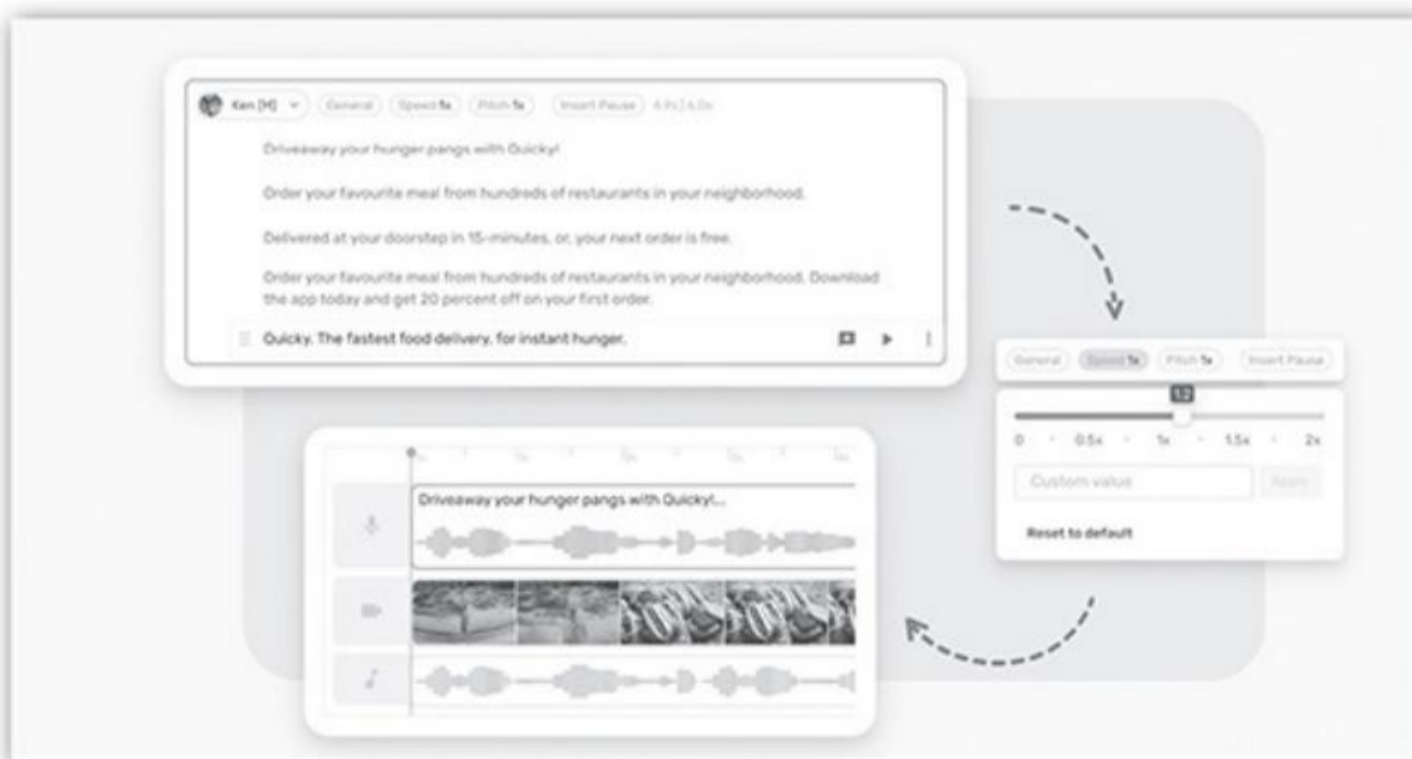 Ken [M] General Speed 1x Pitch 1x Insert Pause
Driveaway your hunger pangs with Quicky!
Order your favourite meal from hundreds of restaurants in your neighborhood.
Delivered at your doorstep in 15-minutes, or, your next order is free.
Order your favourite meal from hundreds of restaurants in your neighborhood. Download
the app today and get 20 percent off on your first order.
Quicky. The fastest food delivery, for instant hunger.
General Speed 1x Pitch 1x Insert Pause
1.2
0 0.5x 1x 1.5x 2x
Custom value Apply
Reset to default
Driveaway your hunger pangs with Quicky!...